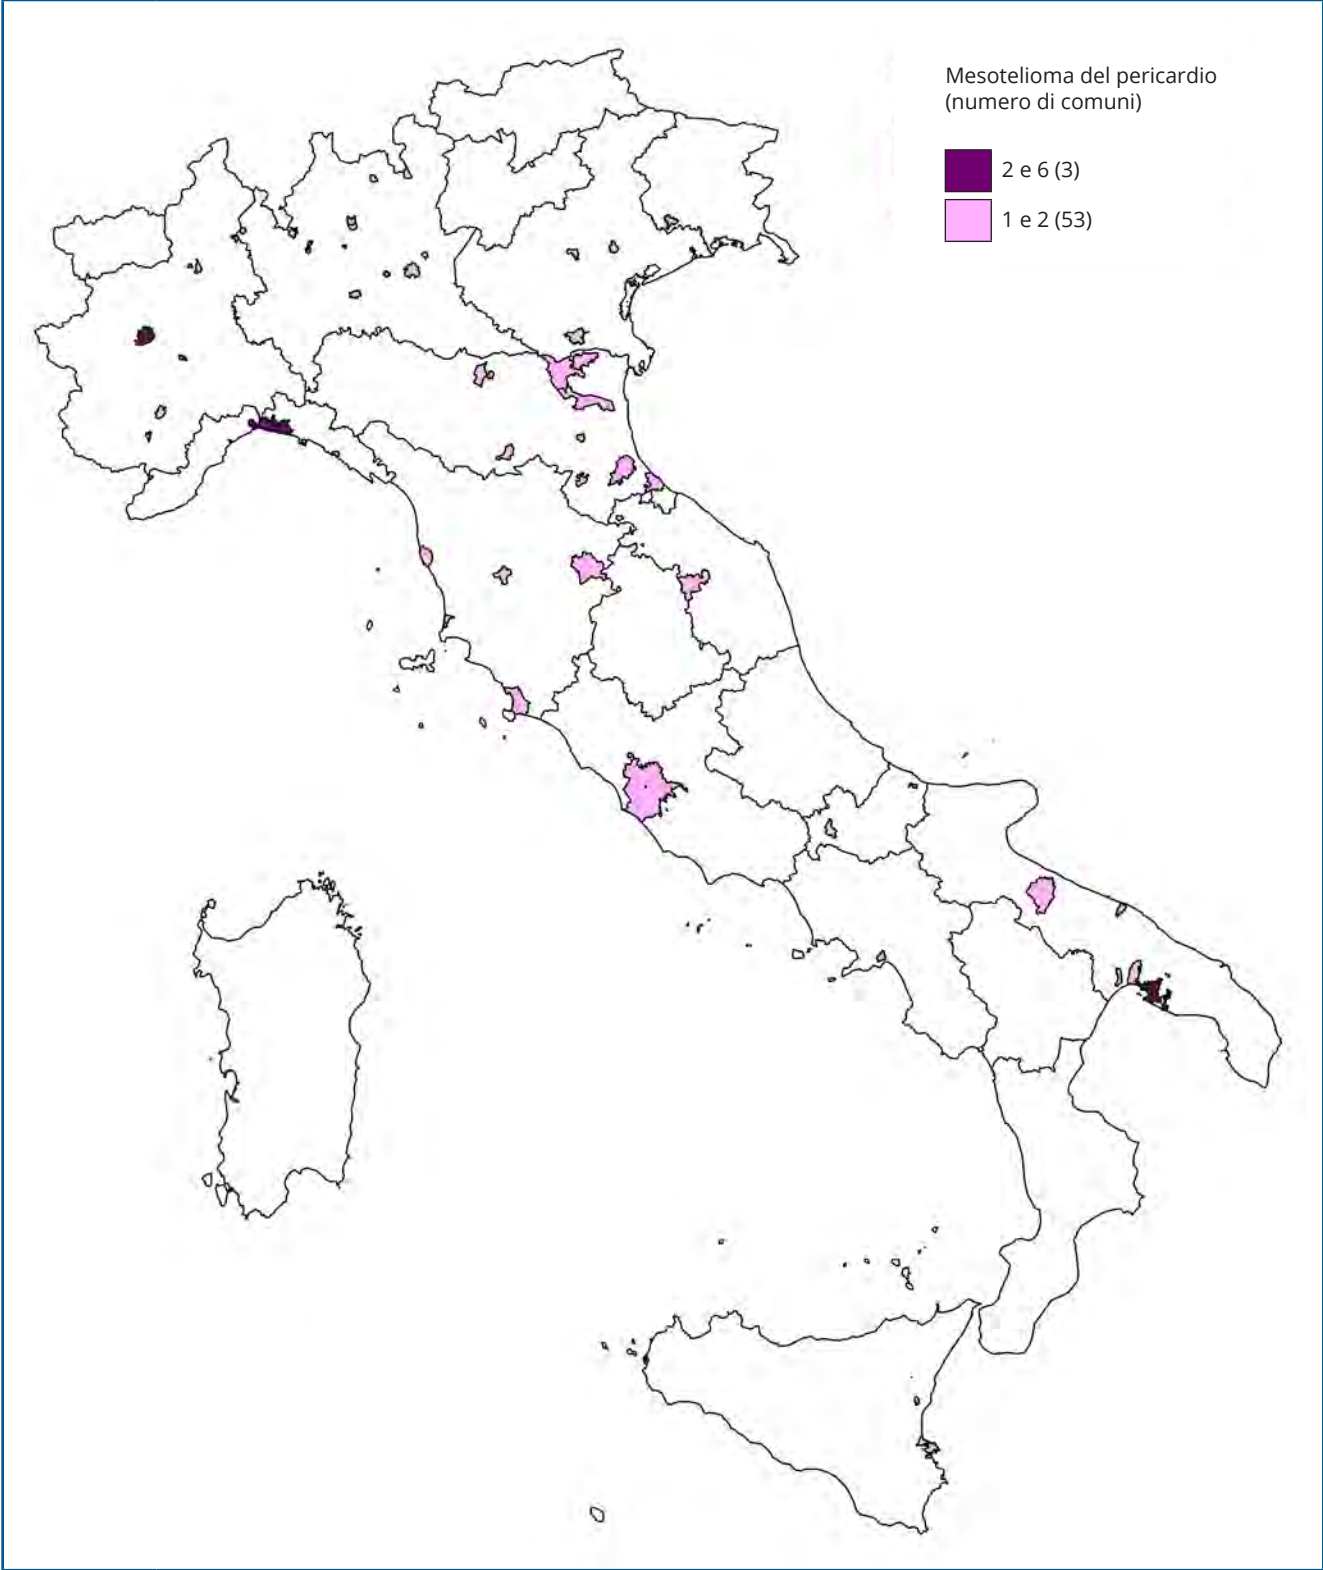 Mesotelioma del pericardio
(numero di comuni)
2 e 6 (3)
1 e 2 (53)